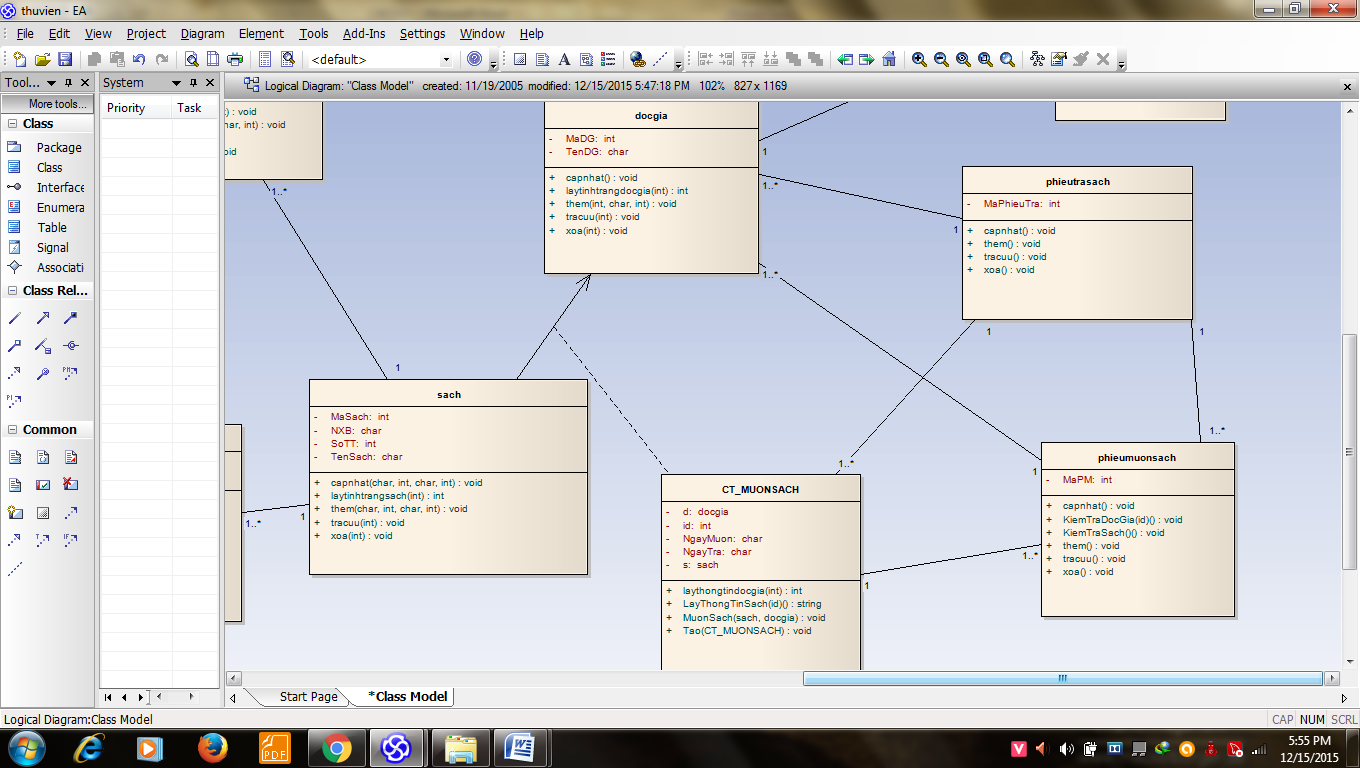 thuvien - EA
File Edit View Project Diagram Element Tools Add-Ins Settings Window Help
<default>
Tool...
More tools...
Class
Package
Class
Interface
Enumera
Table
Signal
Associati
Class Rel...
Common
System
Priority Task
Logical Diagram: "Class Model" created: 11/19/2005 modified: 12/15/2015 5:47:18 PM 102% 827 x 1169
) : void
har, int) : void
oid
1..*
docgia
- MaDG: int
- TenDG: char
+ capnhat() : void
+ laytinhtrangdocgia(int) : int
+ them(int, char, int) : void
+ tracuu(int) : void
+ xoa(int) : void
1
1..*
1..*
phieutrasach
- MaPhieuTra: int
+ capnhat() : void
+ them() : void
+ tracuu() : void
+ xoa() : void
1
1
1
1
sach
- MaSach: int
- NXB: char
- SoTT: int
- TenSach: char
+ capnhat(char, int, char, int) : void
+ laytinhtrangsach(int) : int
+ them(char, int, char, int) : void
+ tracuu(int) : void
+ xoa(int) : void
1..*
1
CT_MUONSACH
- d: docgia
- id: int
- NgayMuon: char
- NgayTra: char
- s: sach
+ laythongtindocgia(int) : int
+ LayThongTinSach(id)() : string
+ MuonSach(sach, docgia) : void
+ Tao(CT_MUONSACH) : void
1..*
1
1..*
phieumuonsach
- MaPM: int
+ capnhat() : void
+ KiemTraDocGia(id)() : void
+ KiemTraSach()() : void
+ them() : void
+ tracuu() : void
+ xoa() : void
1..*
1
Start Page *Class Model
Logical Diagram:Class Model
CAP NUM SCRL
PDF
5:55 PM
12/15/2015